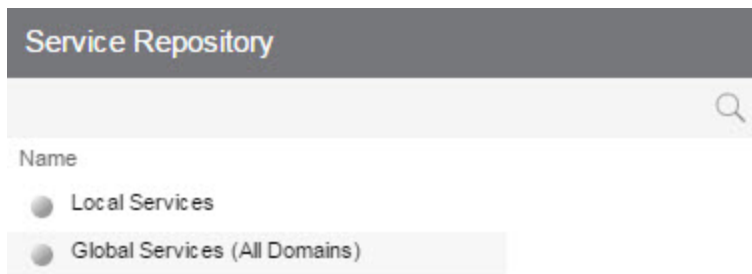 Service Repository
Name
Local Services
Global Services (All Domains)